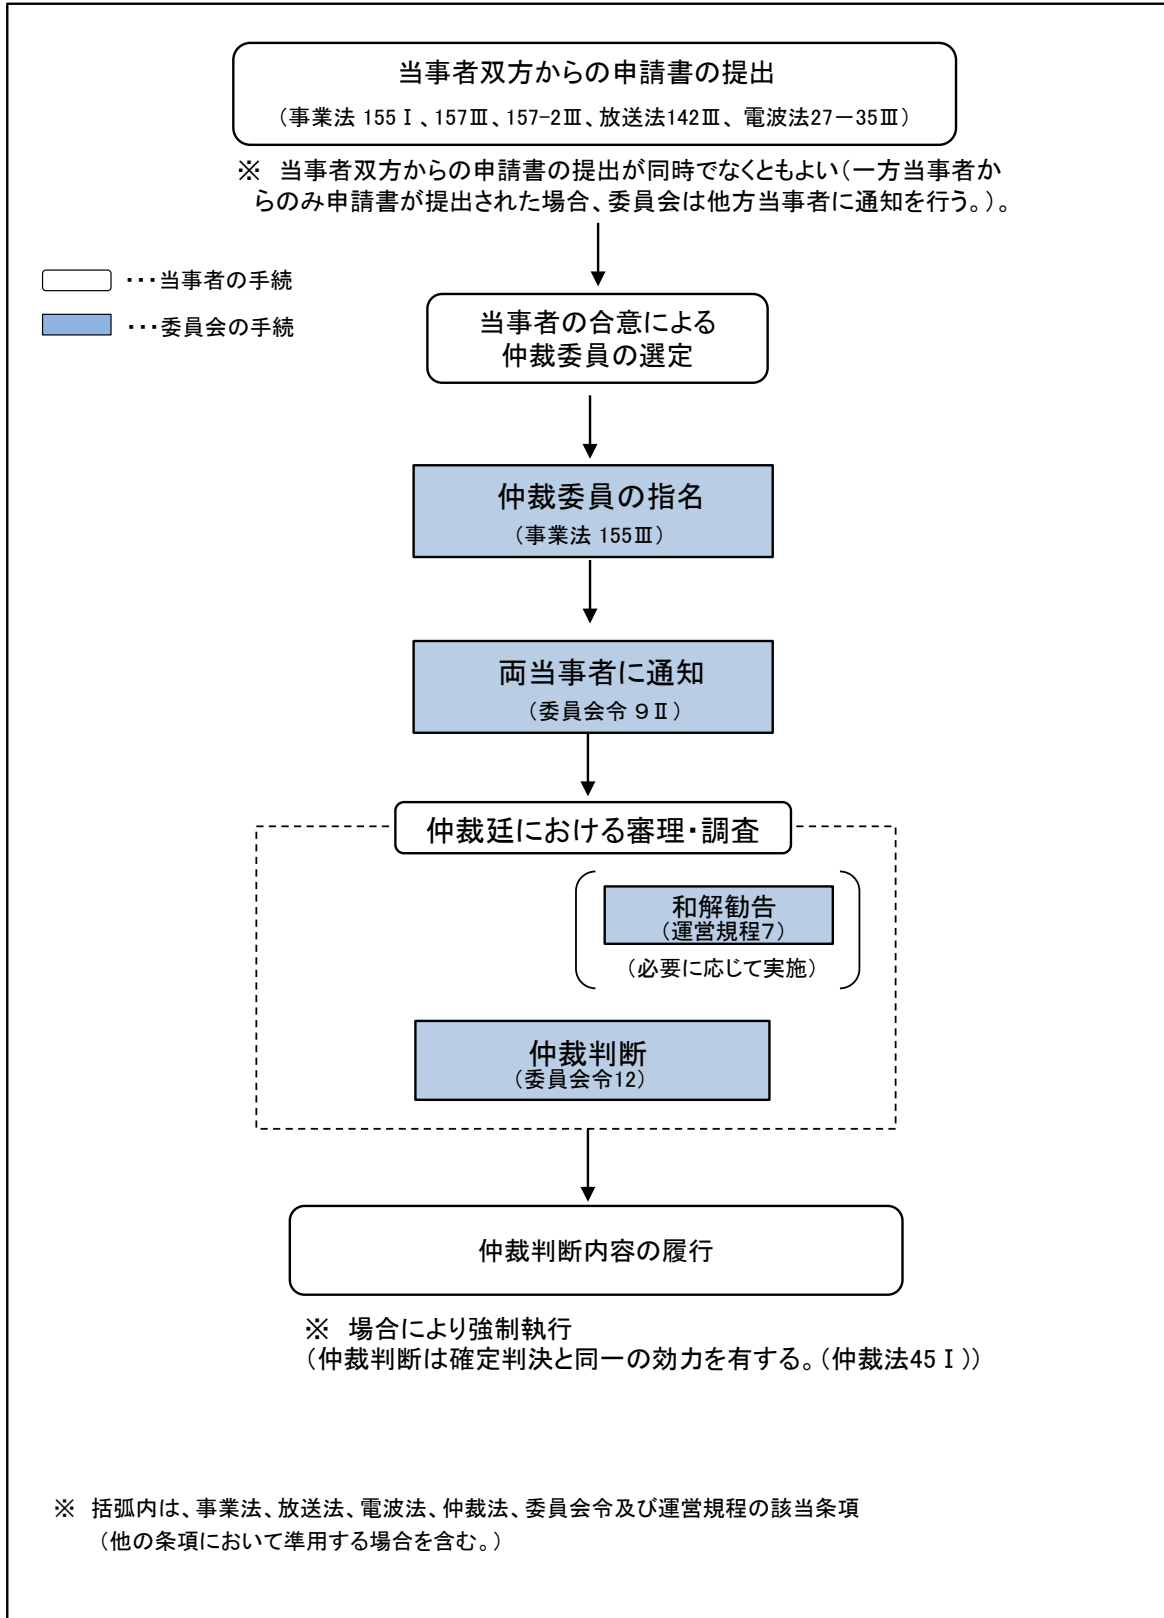 当事者双方からの申請書の提出
(事業法 155Ⅰ、157Ⅲ、157-2Ⅲ、放送法142Ⅲ、 電波法27－35Ⅲ)
※ 当事者双方からの申請書の提出が同時でなくともよい(一方当事者か
らのみ申請書が提出された場合、委員会は他方当事者に通知を行う。)。
・・・当事者の手続
・・・委員会の手続
当事者の合意による
仲裁委員の選定
仲裁委員の指名
(事業法 155Ⅲ)
両当事者に通知
(委員会令 9Ⅱ)
仲裁廷における審理・調査
和解勧告
(運営規程7)
(必要に応じて実施)
仲裁判断
(委員会令12)
仲裁判断内容の履行
※ 場合により強制執行
(仲裁判断は確定判決と同一の効力を有する。(仲裁法45Ⅰ))
※ 括弧内は、事業法、放送法、電波法、仲裁法、委員会令及び運営規程の該当条項
(他の条項において準用する場合を含む。)